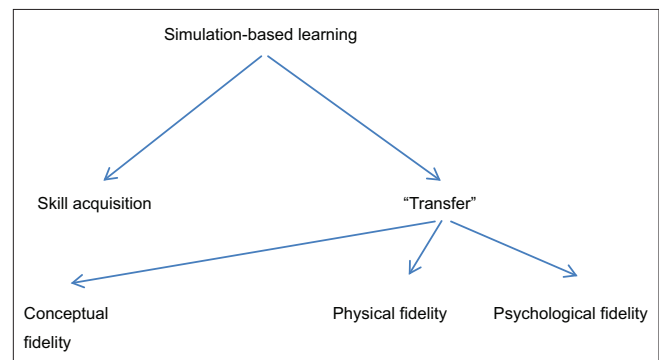 Simulation-based learning
Skill acquisition
“Transfer”
Conceptual
fidelity
Physical fidelity
Psychological fidelity